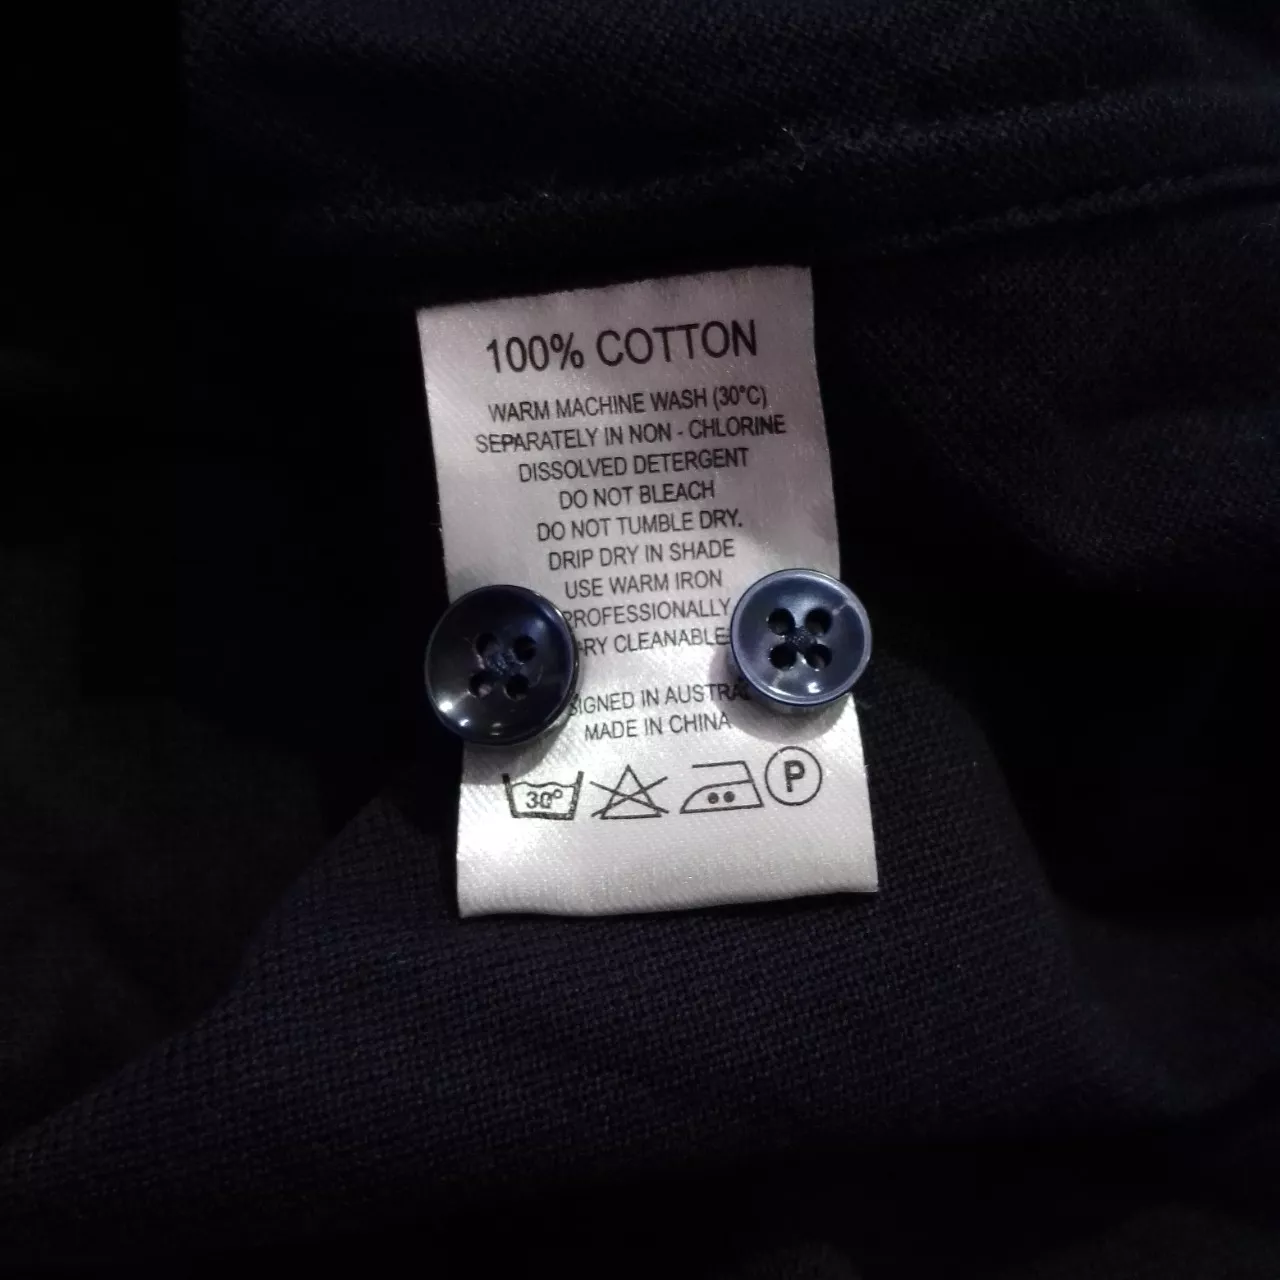 100% COTTON
WARM MACHINE WASH (30°C)
SEPARATELY IN NON - CHLORINE
DISSOLVED DETERGENT
DO NOT BLEACH
DO NOT TUMBLE DRY.
DRIP DRY IN SHADE
USE WARM IRON
PROFESSIONALLY
CLEANABLE
IN
MADE IN CHINA
30° P